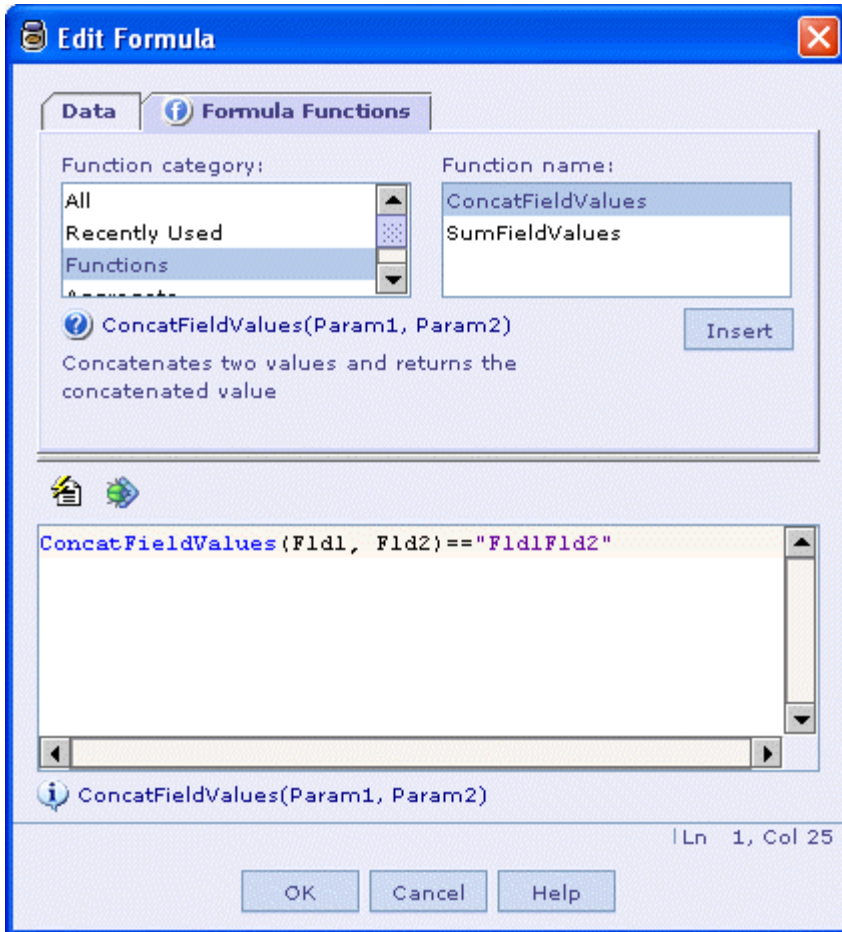 Edit Formula
Data
Formula Functions
Function category:
Function name:
All
Recently Used
Functions
ConcatFieldValues
SumFieldValues
ConcatFieldValues(Param1, Param2)
Insert
Concatenates two values and returns the
concatenated value
ConcatFieldValues(Fld1, Fld2)=="Fld1Fld2"
ConcatFieldValues(Param1, Param2)
Ln 1, Col 25
OK
Cancel
Help